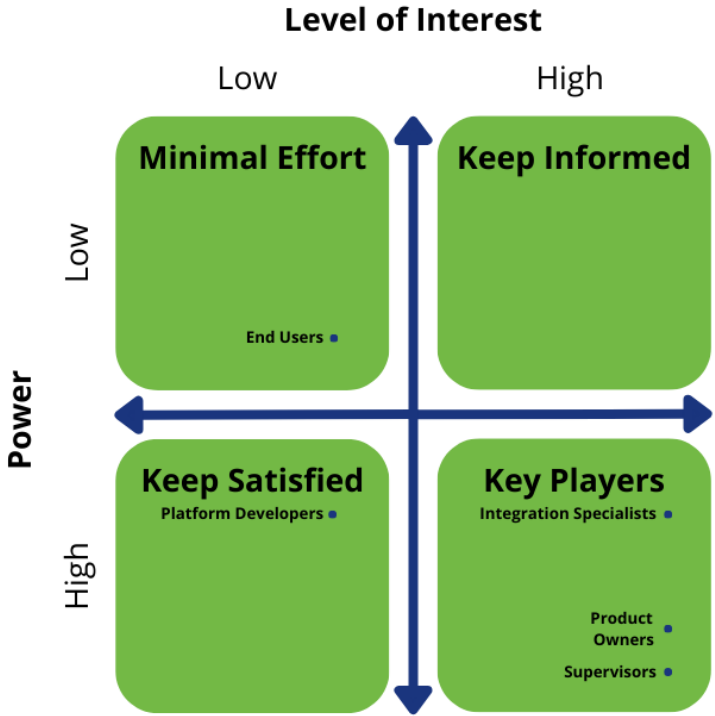 Level of Interest
Low
High
Minimal Effort
Keep Informed
Low
End Users
Power
Keep Satisfied
Key Players
Platform Developers
Integration Specialists
High
Product
Owners
Supervisors